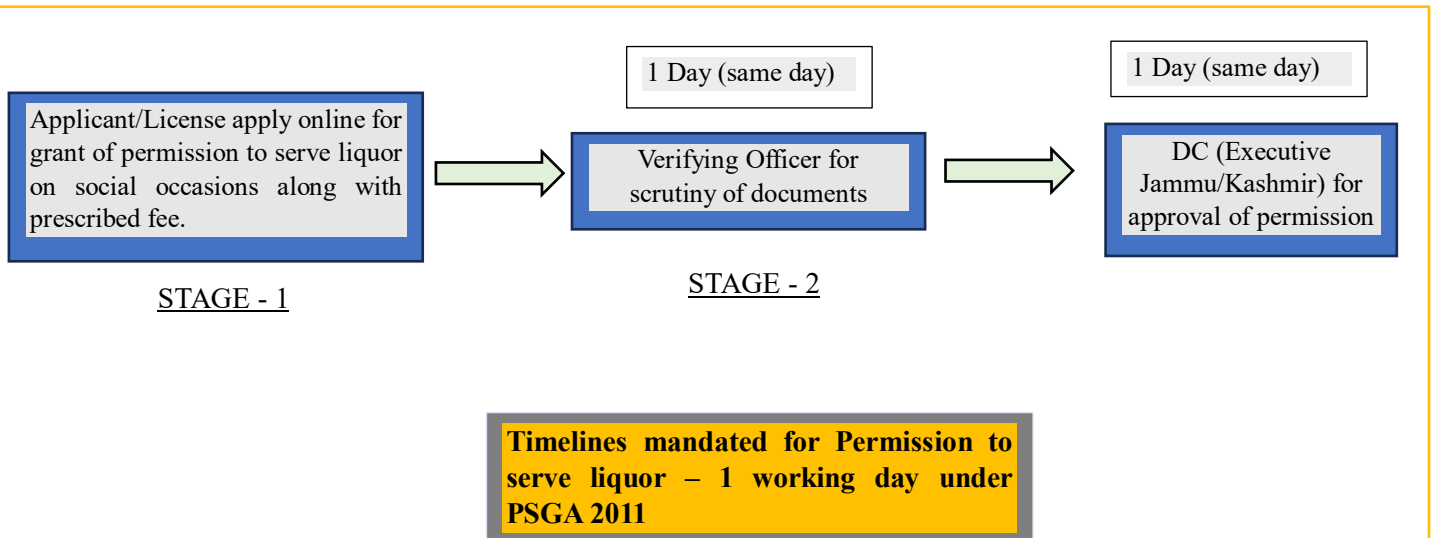 1 Day (same day)
1 Day (same day)
Applicant/License apply online for
grant of permission to serve liquor
on social occasions along with
prescribed fee.
Verifying Officer for
scrutiny of documents
DC (Executive
Jammu/Kashmir) for
approval of permission
STAGE - 1
STAGE - 2
Timelines mandated for Permission to
serve liquor – 1 working day under
PSGA 2011